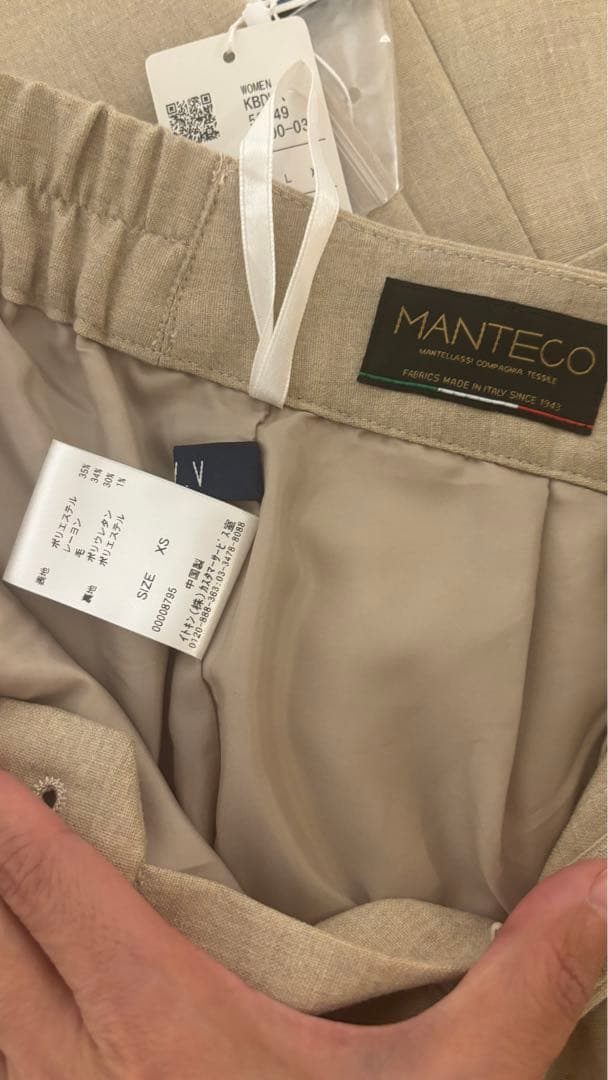 WOMEN
MANTECO
MANTELLASSI COMPAGNIA TESSILE
FABRICS MADE IN ITALY SINCE 1943
表地 ポリエステル 35%
レーヨン 34%
毛 30%
ポリウレタン 1%
裏地 ポリエステル
SIZE XS
00008795
中国製
イトキン(株)カスタマーサービス室
0120-888-363:03-3478-8088